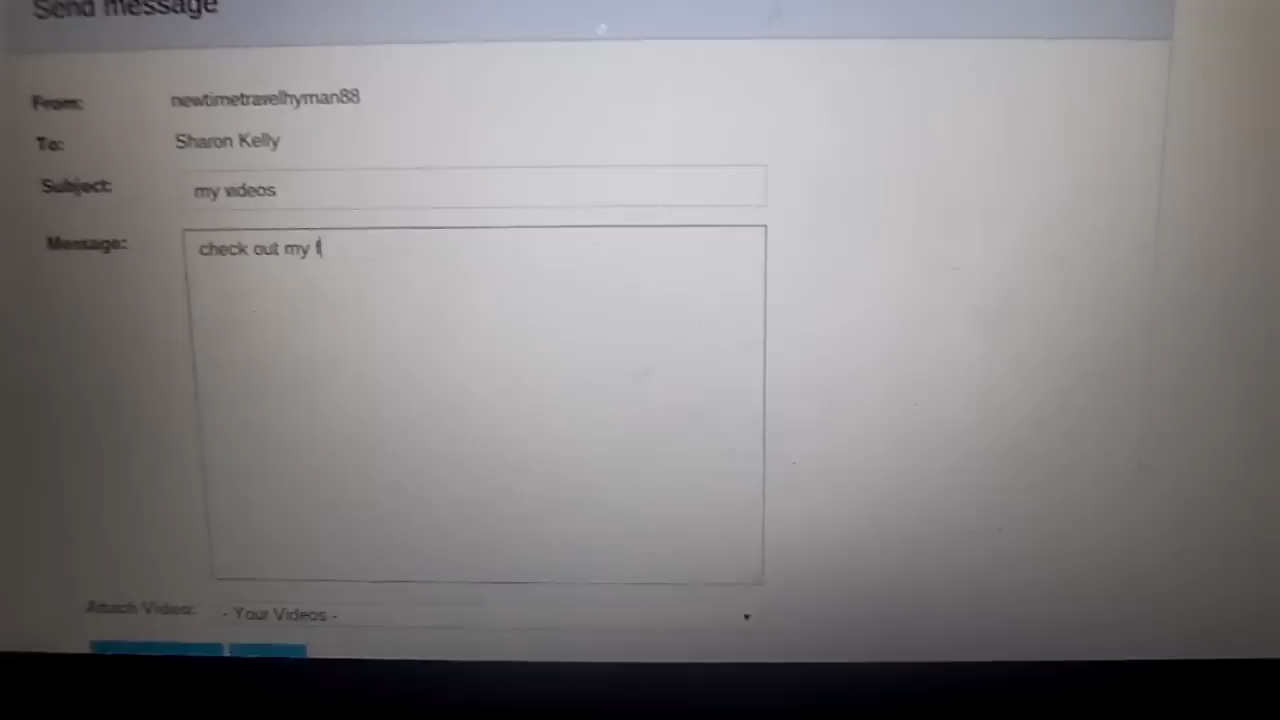 Send message
From: newtimetravelhyman88
To: Sharon Kelly
Subject: my videos
Message: check out my f
Attach Video: - Your Videos -